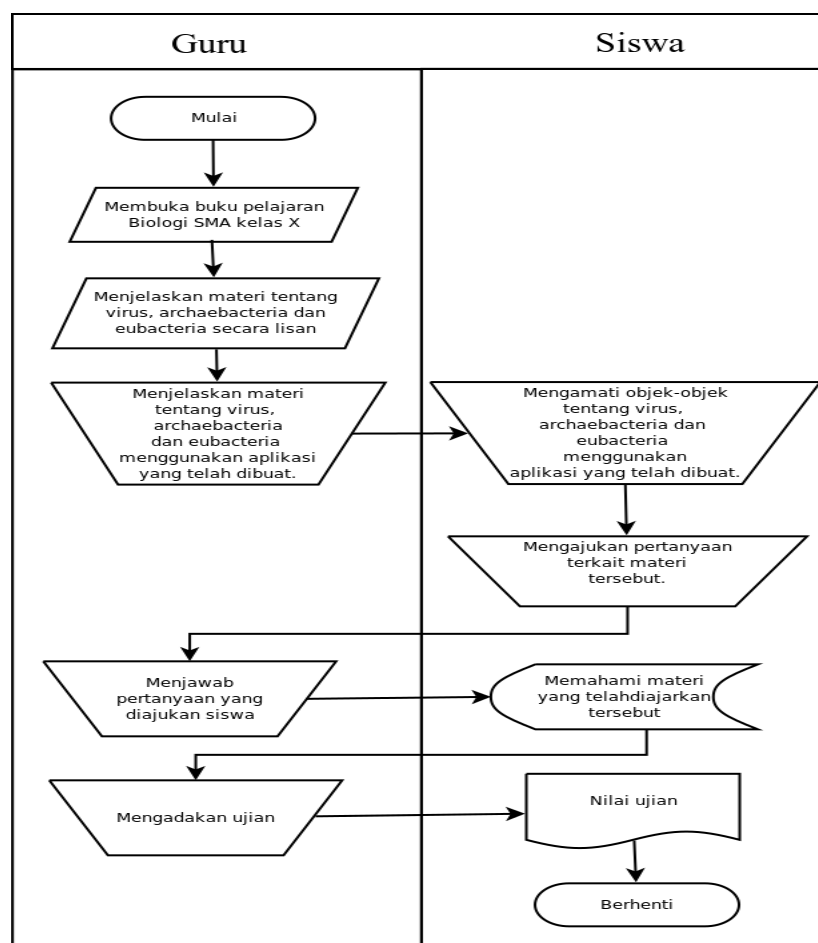 Guru
Siswa
Mulai
Membuka buku pelajaran
Biologi SMA kelas X
Menjelaskan materi tentang
virus, archaebacteria dan
eubacteria secara lisan
Menjelaskan materi
tentang virus,
archaebacteria
dan eubacteria
menggunakan aplikasi
yang telah dibuat.
Mengamati objek-objek
tentang virus,
archaebacteria dan
eubacteria
menggunakan
aplikasi yang telah dibuat.
Mengajukan pertanyaan
terkait materi
tersebut.
Menjawab
pertanyaan yang
diajukan siswa
Memahami materi
yang telahdiajarkan
tersebut
Mengadakan ujian
Nilai ujian
Berhenti